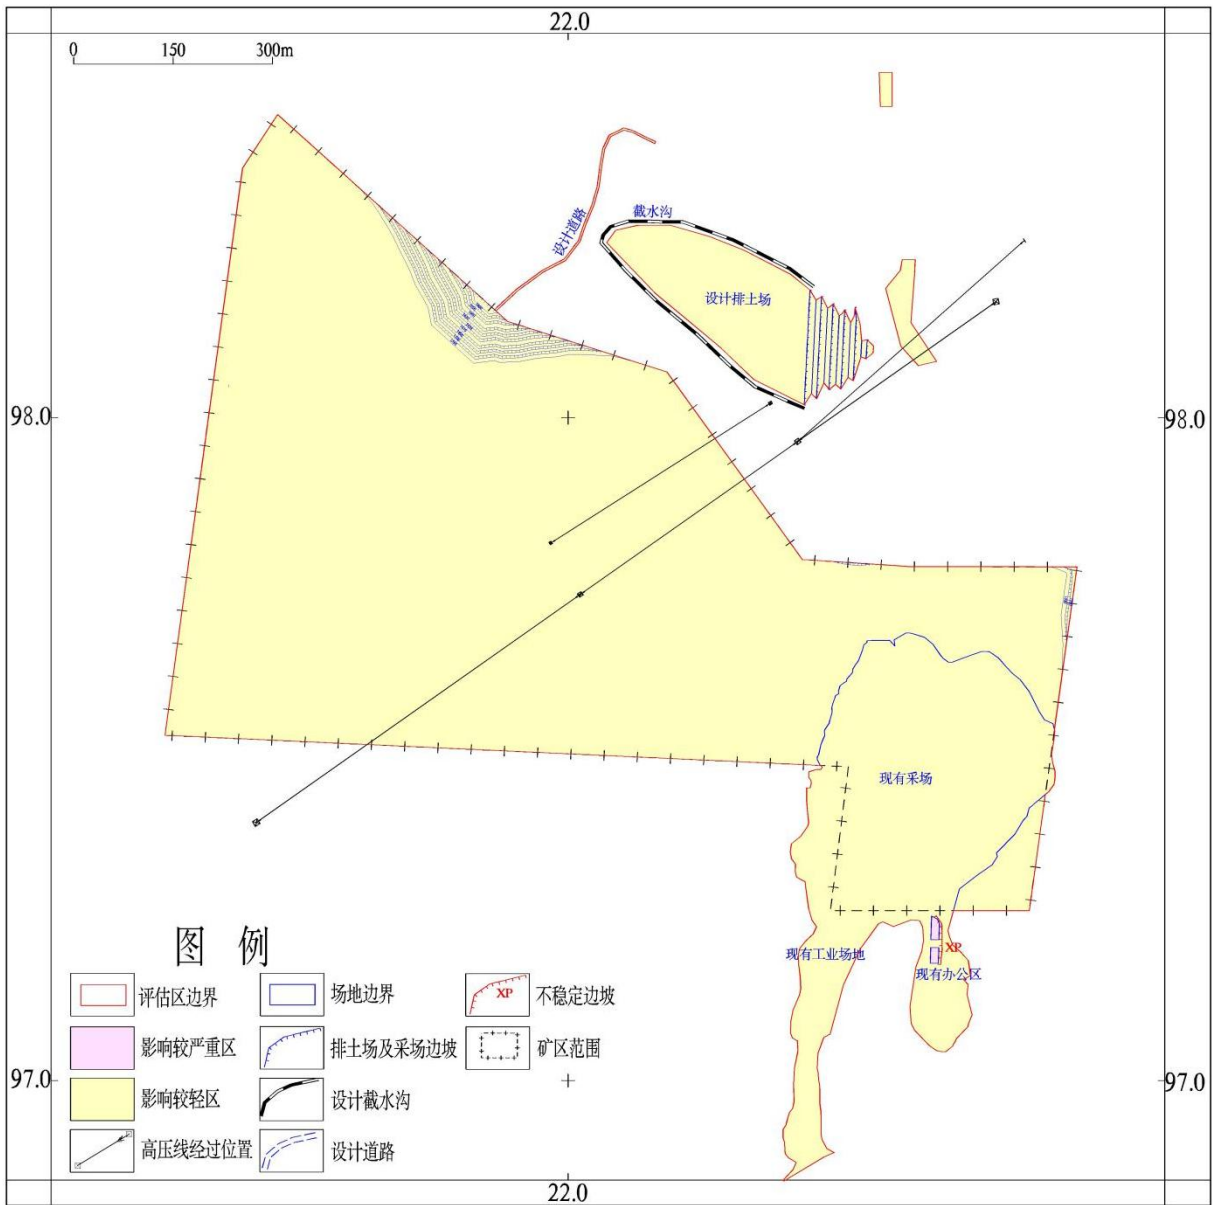 22.0
0 150 300m
截水沟
设计道路
设计排土场
98.0
98.0
现有采场
现有工业场地
XP
现有办公区
图 例
评估区边界
场地边界
XP
不稳定边坡
影响较严重区
排土场及采场边坡
矿区范围
97.0
97.0
影响较轻区
设计截水沟
高压线经过位置
设计道路
22.0